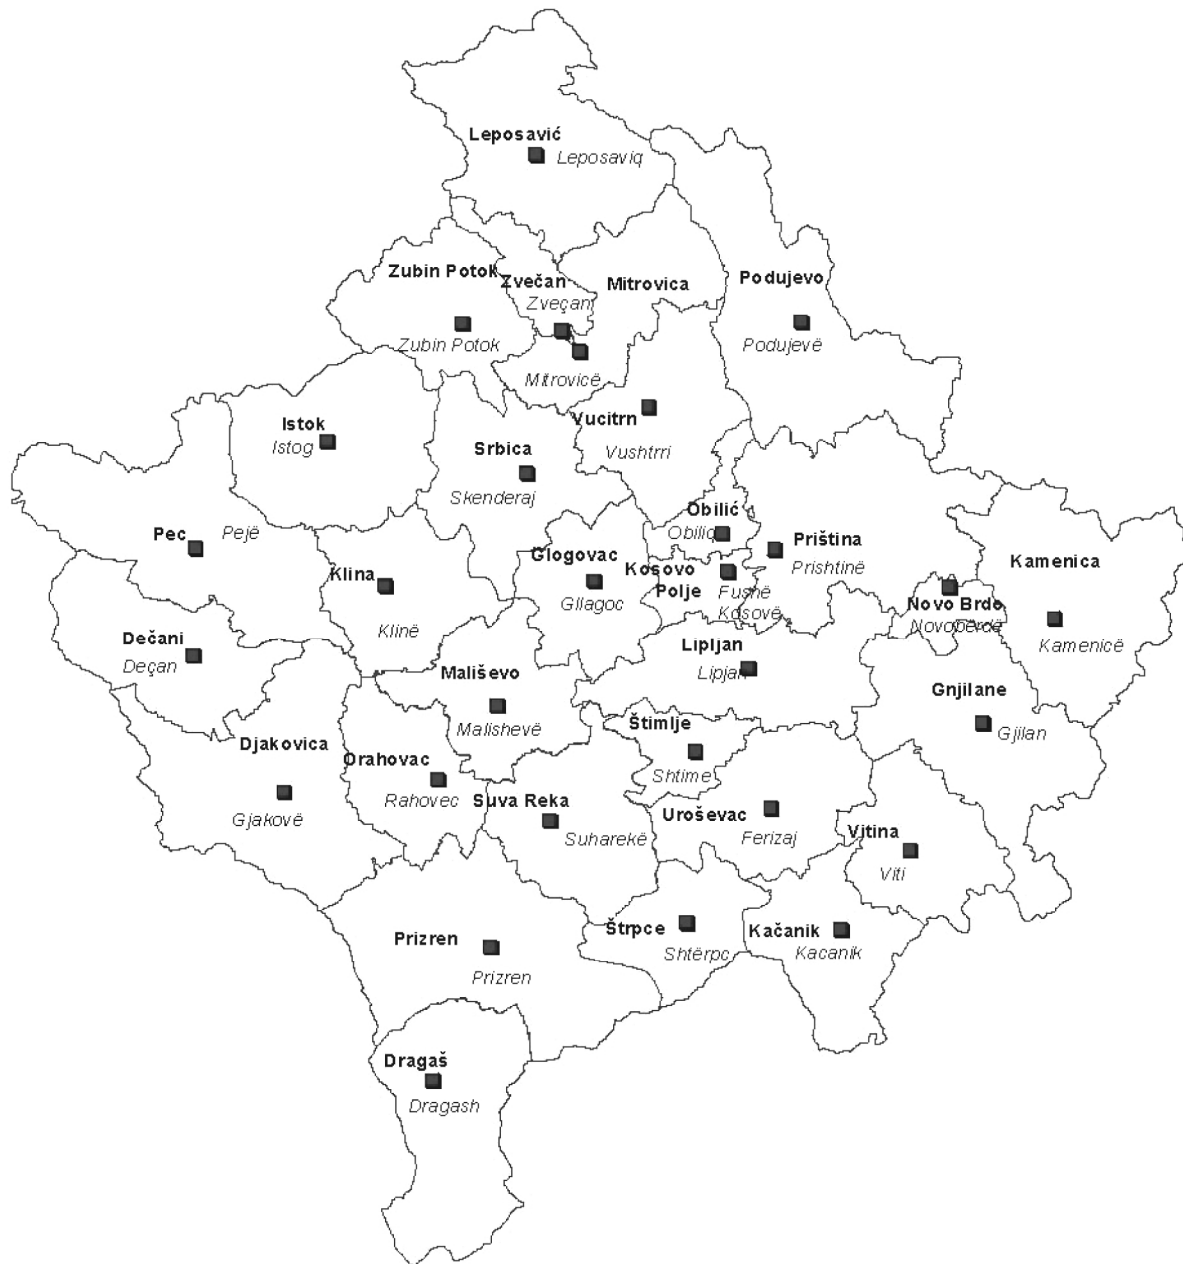 Leposavić
Leposaviq
Zubin Potok
Zubin Potok
Zvečan
Zveçan
Mitrovica
Mitrovicë
Podujevo
Podujevë
Istok
Istog
Srbica
Skenderaj
Vucitrn
Vushtrri
Pec
Pejë
Klina
Klinë
Glogovac
Gllagoc
Obilić
Obiliq
Kosovo
Polje
Fushë
Kosovë
Priština
Prishtinë
Novo Brdo
Novobërdë
Kamenica
Kamenicë
Dečani
Deçan
Mališevo
Malishevë
Lipljan
Lipjan
Gnjilane
Gjilan
Štimlje
Shtime
Djakovica
Gjakovë
Orahovac
Rahovec
Suva Reka
Suharekë
Uroševac
Ferizaj
Vitina
Viti
Prizren
Prizren
Štrpce
Shtërpc
Kačanik
Kacanik
Dragaš
Dragash